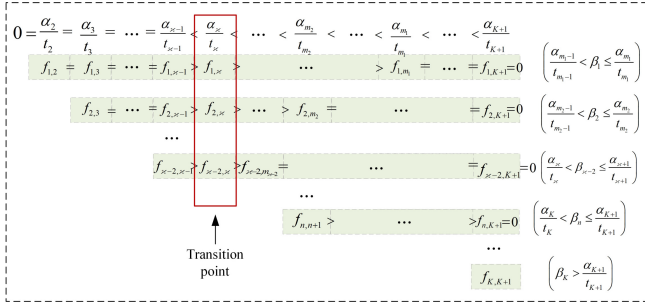 0 = α_2/t_2 = α_3/t_3 = ... = α_{ϰ-1}/t_{ϰ-1} < α_ϰ/t_ϰ < ... < α_{m_2}/t_{m_2} < ... < α_{m_1}/t_{m_1} < ... < α_{K+1}/t_{K+1}
f_{1,2} = f_{1,3} = ... = f_{1,ϰ-1} > f_{1,ϰ} > ... > f_{1,m_1} = ... = f_{1,K+1} = 0 (α_{m_1-1}/t_{m_1-1} < β_1 ≤ α_{m_1}/t_{m_1})
f_{2,3} = ... = f_{2,ϰ-1} > f_{2,ϰ} > ... > f_{2,m_2} = ... = f_{2,K+1} = 0 (α_{m_2-1}/t_{m_2-1} < β_2 ≤ α_{m_2}/t_{m_2})
...
f_{ϰ-2,ϰ-1} > f_{ϰ-2,ϰ} > f_{ϰ-2,m_{ϰ-2}} = ... = f_{ϰ-2,K+1} = 0 (α_ϰ/t_ϰ < β_{ϰ-2} ≤ α_{ϰ+1}/t_{ϰ+1})
...
f_{n,n+1} > ... > f_{n,K+1} = 0 (α_K/t_K < β_n ≤ α_{K+1}/t_{K+1})
...
f_{K,K+1} (β_K > α_{K+1}/t_{K+1})
Transition
point